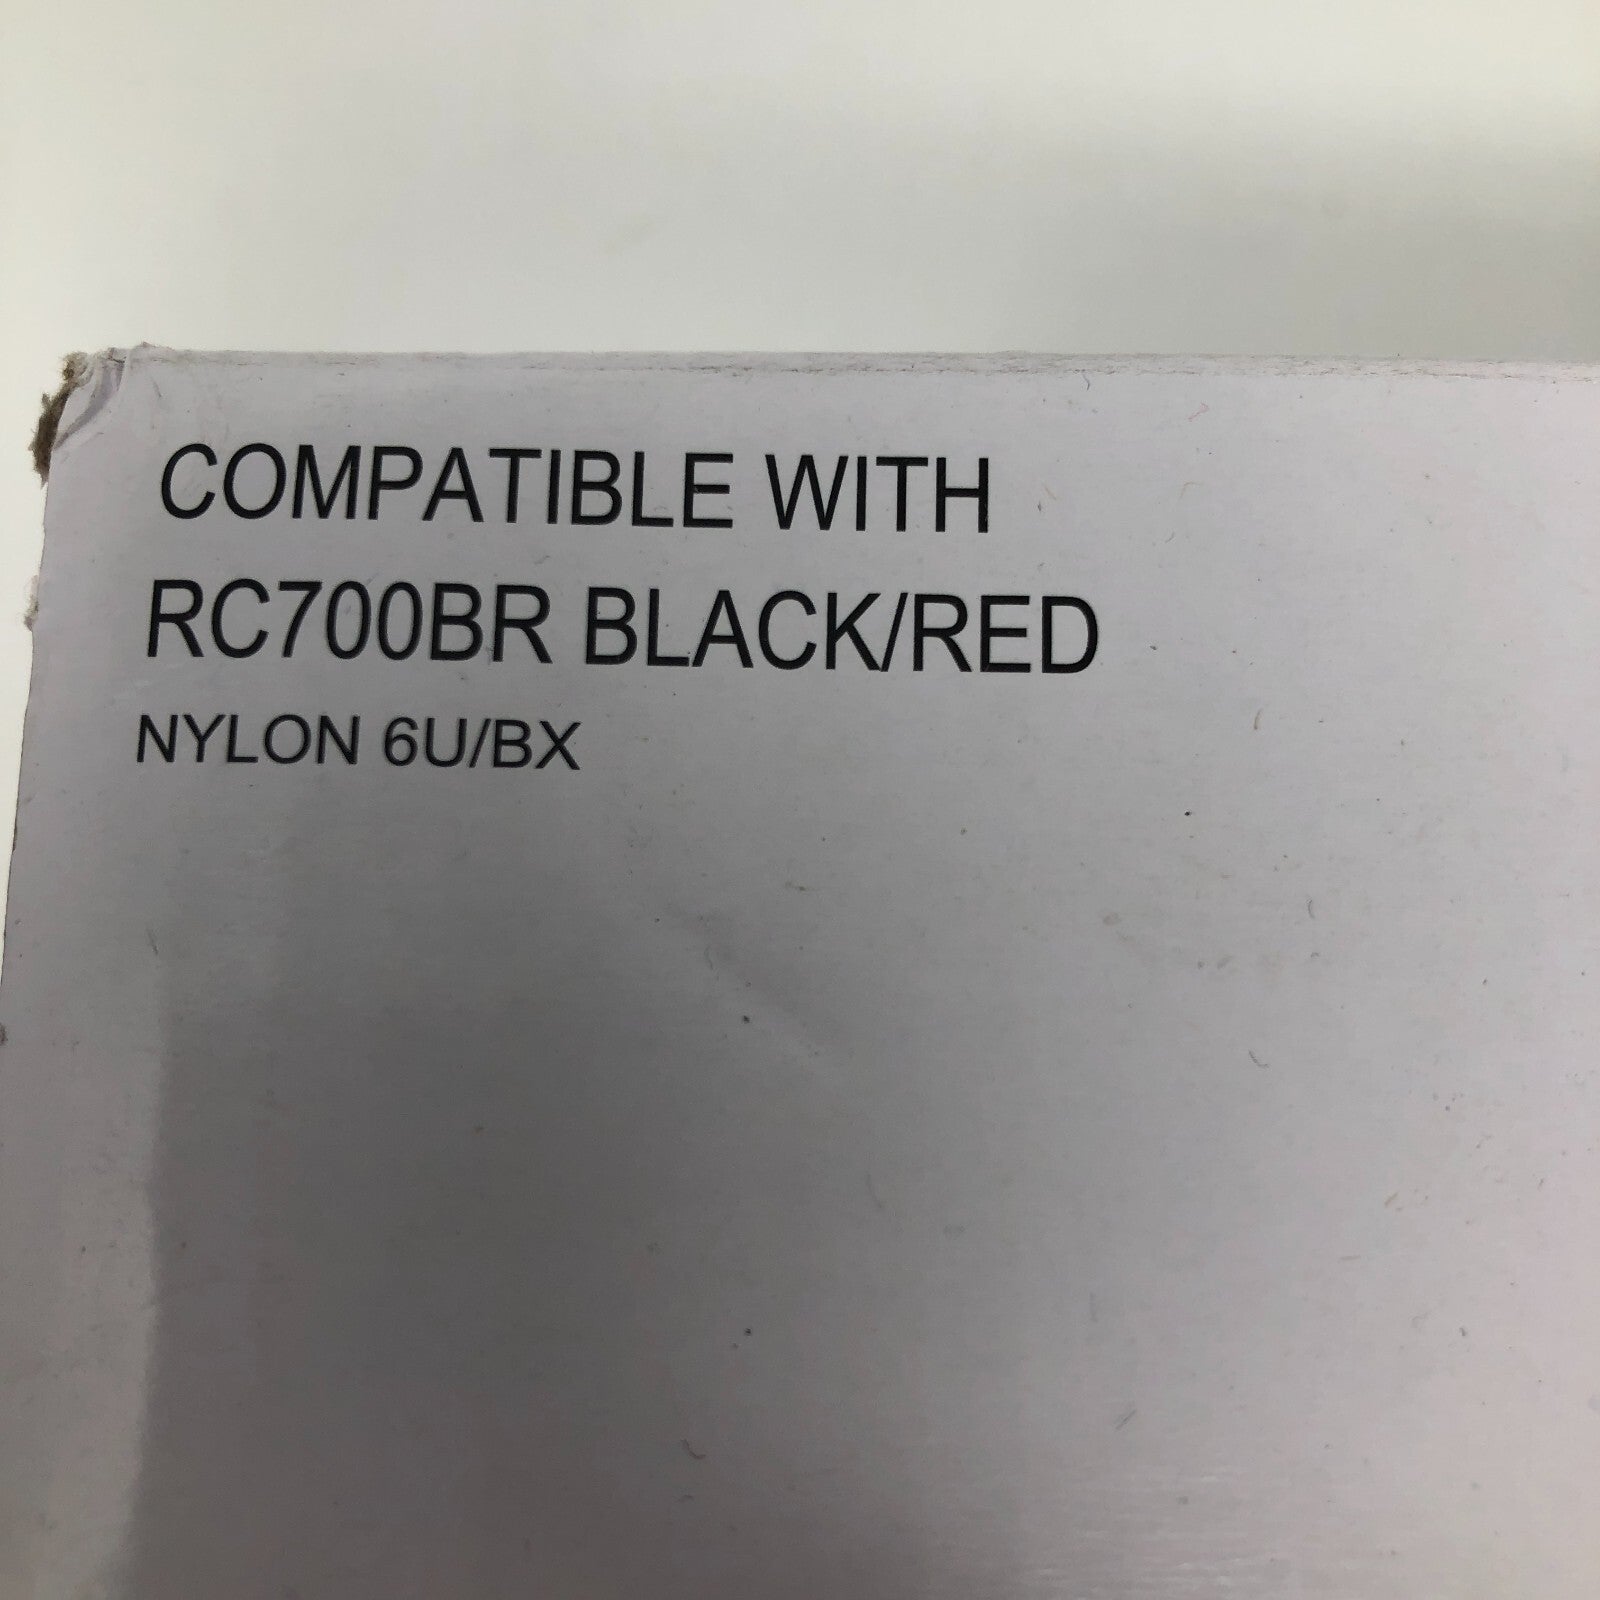 COMPATIBLE WITH
RC700BR BLACK/RED
NYLON 6U/BX